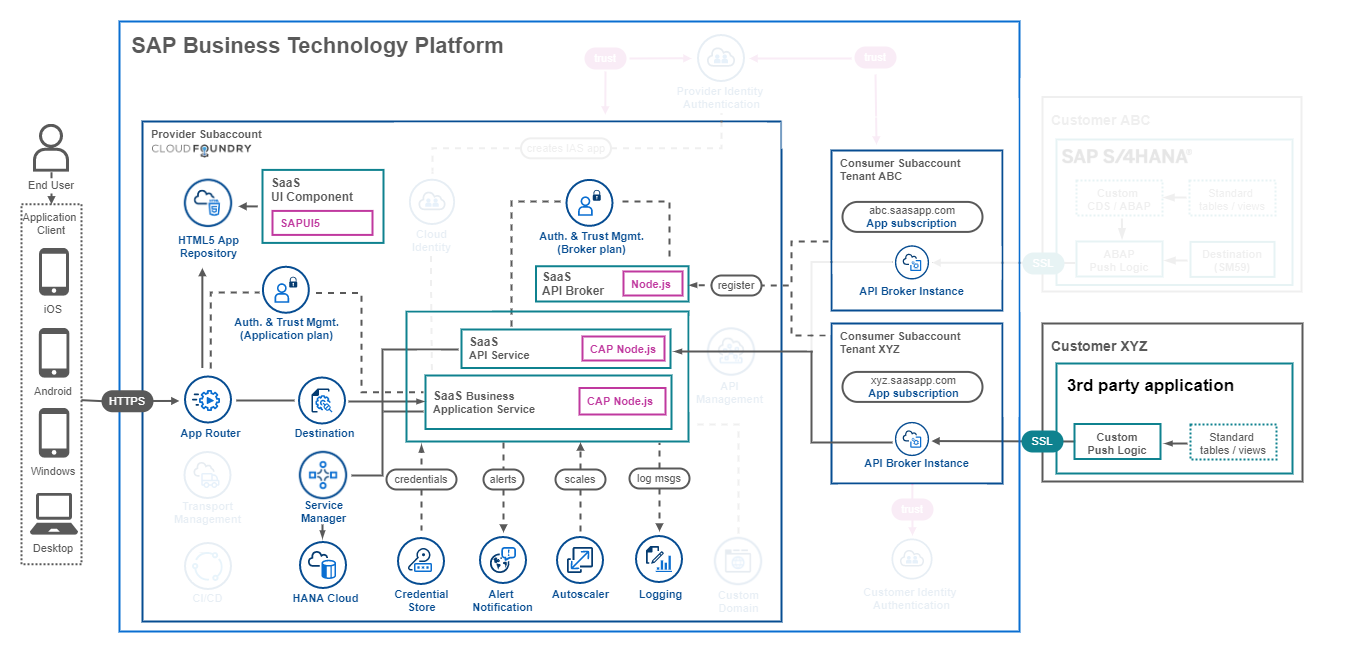 SAP Business Technology Platform
trust
trust
Provider Identity
Authentication
Provider Subaccount
CLOUD FOUNDRY
creates IAS app
End User
Application
Client
iOS
Android
Windows
Desktop
HTTPS
HTML5 App
Repository
SaaS
UI Component
SAPUI5
Cloud
Identity
Auth. & Trust Mgmt.
(Broker plan)
Auth. & Trust Mgmt.
(Application plan)
SaaS
API Broker
Node.js
register
SaaS
API Service
CAP Node.js
SaaS Business
Application Service
CAP Node.js
API
Management
App Router
Destination
Transport
Management
Service
Manager
credentials
alerts
scales
log msgs
CI/CD
HANA Cloud
Credential
Store
Alert
Notification
Autoscaler
Logging
Custom
Domain
Consumer Subaccount
Tenant ABC
abc.saasapp.com
App subscription
API Broker Instance
Consumer Subaccount
Tenant XYZ
xyz.saasapp.com
App subscription
API Broker Instance
trust
Customer Identity
Authentication
Customer ABC
SAP S/4HANA®
Custom
CDS / ABAP
Standard
tables / views
SSL
ABAP
Push Logic
Destination
(SM59)
Customer XYZ
3rd party application
SSL
Custom
Push Logic
Standard
tables / views